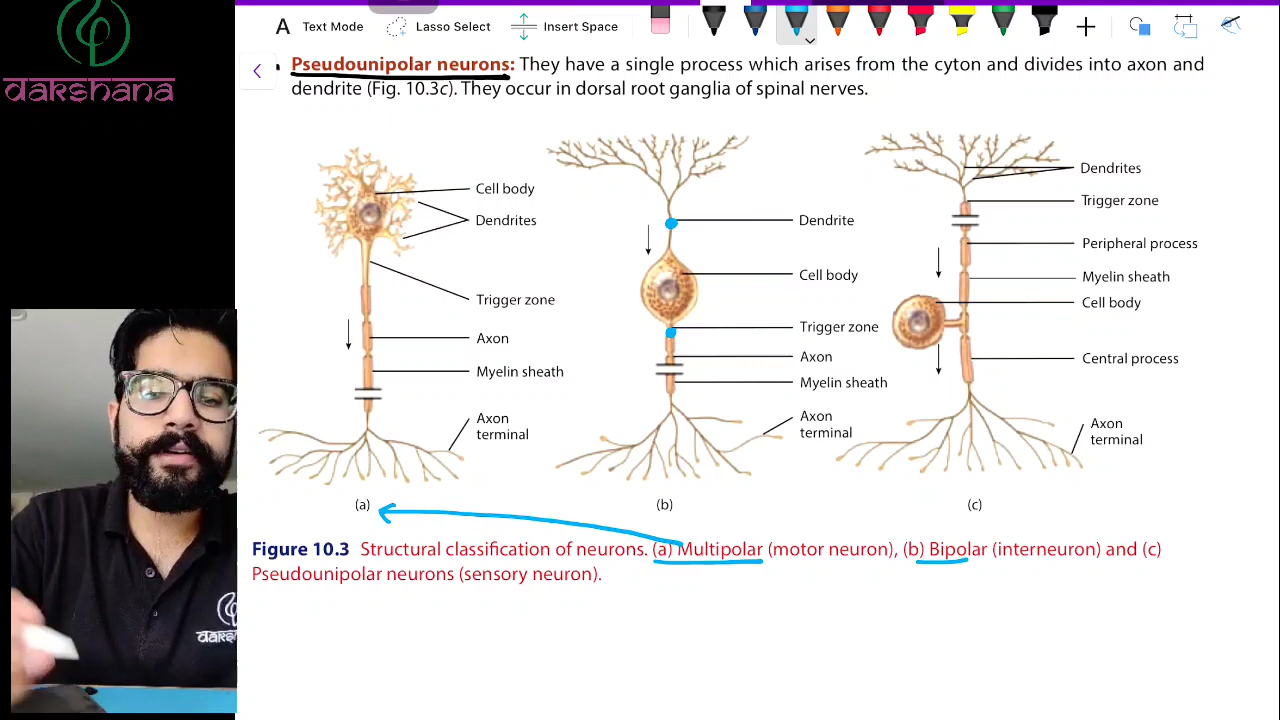 dakshana
Text Mode
Lasso Select
Insert Space
Pseudounipolar neurons: They have a single process which arises from the cyton and divides into axon and
dendrite (Fig. 10.3c). They occur in dorsal root ganglia of spinal nerves.
Cell body
Dendrites
Trigger zone
Axon
Myelin sheath
Axon
terminal
(a)
Dendrite
Cell body
Trigger zone
Axon
Myelin sheath
Axon
terminal
(b)
Dendrites
Trigger zone
Peripheral process
Myelin sheath
Cell body
Central process
Axon
terminal
(c)
Figure 10.3 Structural classification of neurons. (a) Multipolar (motor neuron), (b) Bipolar (interneuron) and (c)
Pseudounipolar neurons (sensory neuron).